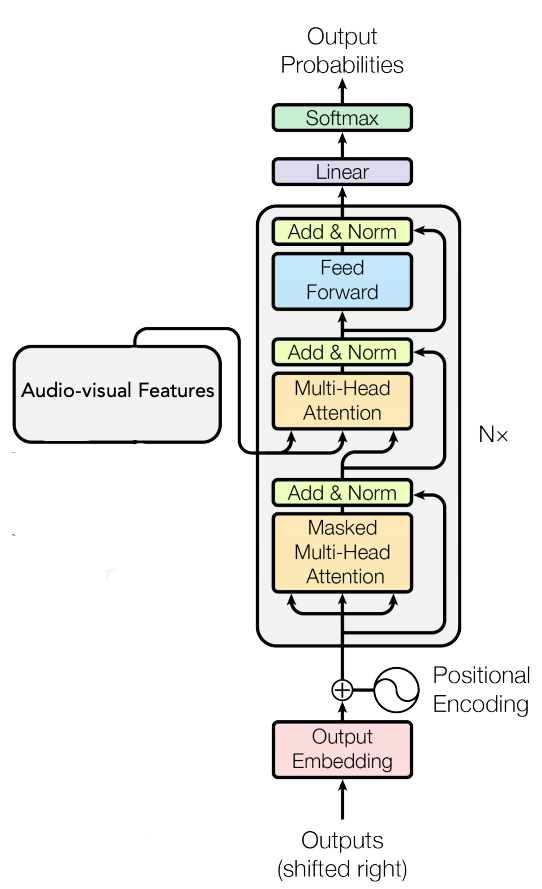 Output
Probabilities
Softmax
Linear
Add & Norm
Feed
Forward
Add & Norm
Audio-visual Features
Multi-Head
Attention
N×
Add & Norm
Masked
Multi-Head
Attention
Positional
Encoding
Output
Embedding
Outputs
(shifted right)